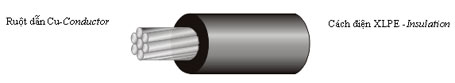 Ruột dẫn Cu-Conductor
Cách điện XLPE -Insulation